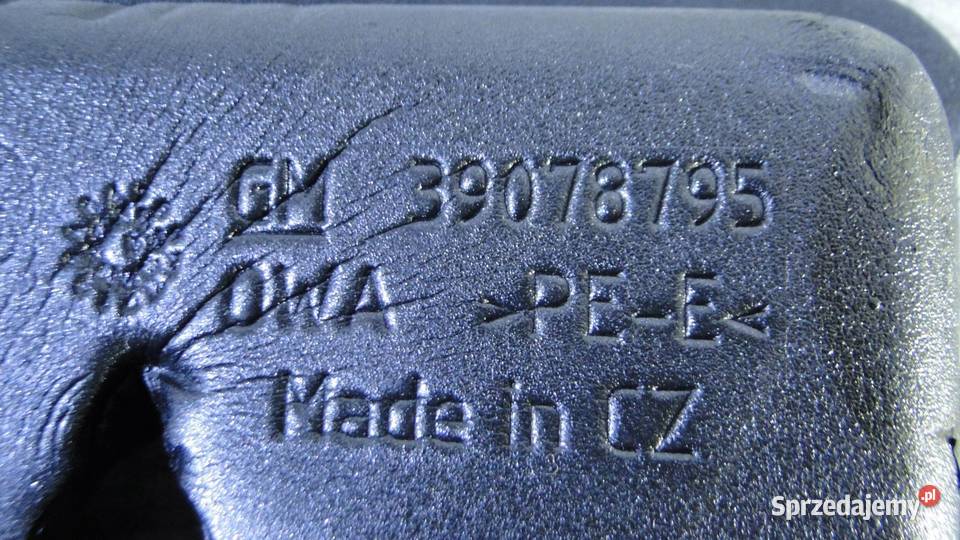 GM 39078795
OWA >PE-E<
Made in CZ
Sprzedajemy.pl